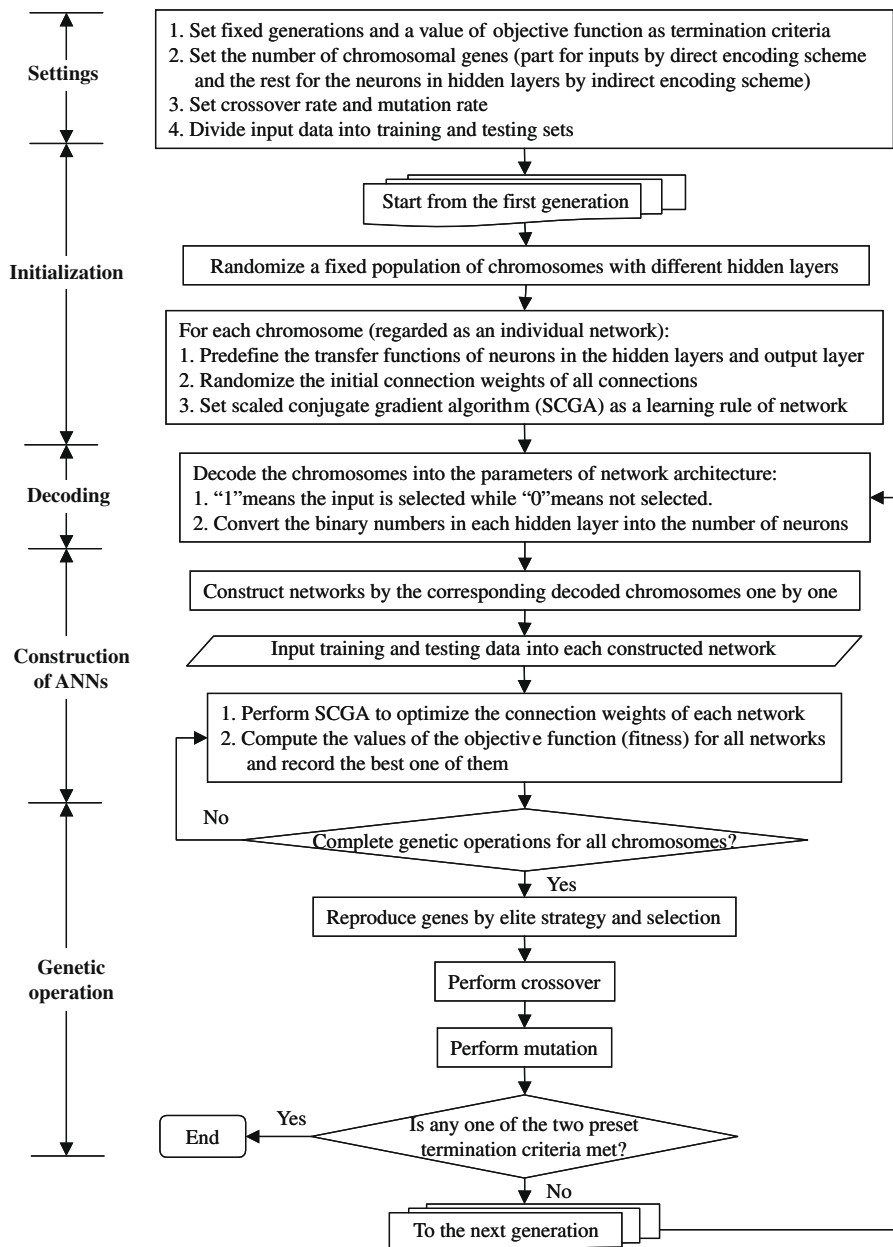 Settings
1. Set fixed generations and a value of objective function as termination criteria
2. Set the number of chromosomal genes (part for inputs by direct encoding scheme
and the rest for the neurons in hidden layers by indirect encoding scheme)
3. Set crossover rate and mutation rate
4. Divide input data into training and testing sets
Initialization
Start from the first generation
Randomize a fixed population of chromosomes with different hidden layers
For each chromosome (regarded as an individual network):
1. Predefine the transfer functions of neurons in the hidden layers and output layer
2. Randomize the initial connection weights of all connections
3. Set scaled conjugate gradient algorithm (SCGA) as a learning rule of network
Decoding
Decode the chromosomes into the parameters of network architecture:
1. “1”means the input is selected while “0”means not selected.
2. Convert the binary numbers in each hidden layer into the number of neurons
Construction
of ANNs
Construct networks by the corresponding decoded chromosomes one by one
Input training and testing data into each constructed network
1. Perform SCGA to optimize the connection weights of each network
2. Compute the values of the objective function (fitness) for all networks
and record the best one of them
Genetic
operation
No
Complete genetic operations for all chromosomes?
Yes
Reproduce genes by elite strategy and selection
Perform crossover
Perform mutation
Is any one of the two preset
termination criteria met?
Yes
End
No
To the next generation